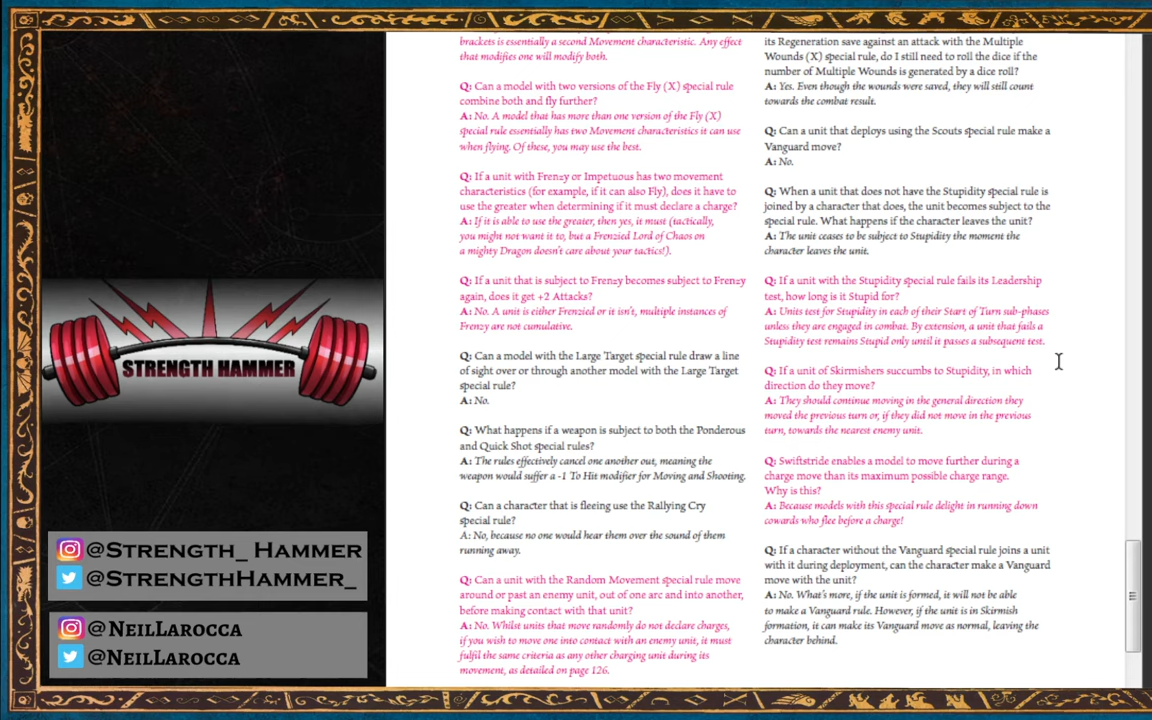 STRENGTH HAMMER
@Strength_ Hammer
@StrengthHammer_
@NeilLarocca
@NeilLarocca
brackets is essentially a second Movement characteristic. Any effect
that modifies one will modify both.
Q: Can a model with two versions of the Fly (X) special rule
combine both and fly further?
A: No. A model that has more than one version of the Fly (X)
special rule essentially has two Movement characteristics it can use
when flying. Of these, you may use the best.
Q: If a unit with Frenzy or Impetuous has two movement
characteristics (for example, if it can also Fly), does it have to
use the greater when determining if it must declare a charge?
A: If it is able to use the greater, then yes, it must (tactically,
you might not want it to, but a Frenzied Lord of Chaos on
a mighty Dragon doesn't care about your tactics!).
Q: If a unit that is subject to Frenzy becomes subject to Frenzy
again, does it get +2 Attacks?
A: No. A unit is either Frenzied or it isn't, multiple instances of
Frenzy are not cumulative.
Q: Can a model with the Large Target special rule draw a line
of sight over or through another model with the Large Target
special rule?
A: No.
Q: What happens if a weapon is subject to both the Ponderous
and Quick Shot special rules?
A: The rules effectively cancel one another out, meaning the
weapon would suffer a -1 To Hit modifier for Moving and Shooting.
Q: Can a character that is fleeing use the Rallying Cry
special rule?
A: No, because no one would hear them over the sound of them
running away.
Q: Can a unit with the Random Movement special rule move
around or past an enemy unit, out of one arc and into another,
before making contact with that unit?
A: No. Whilst units that move randomly do not declare charges,
if you wish to move one into contact with an enemy unit, it must
fulfil the same criteria as any other charging unit during its
movement, as detailed on page 126.
its Regeneration save against an attack with the Multiple
Wounds (X) special rule, do I still need to roll the dice if the
number of Multiple Wounds is generated by a dice roll?
A: Yes. Even though the wounds were saved, they will still count
towards the combat result.
Q: Can a unit that deploys using the Scouts special rule make a
Vanguard move?
A: No.
Q: When a unit that does not have the Stupidity special rule is
joined by a character that does, the unit becomes subject to the
special rule. What happens if the character leaves the unit?
A: The unit ceases to be subject to Stupidity the moment the
character leaves the unit.
Q: If a unit with the Stupidity special rule fails its Leadership
test, how long is it Stupid for?
A: Units test for Stupidity in each of their Start of Turn sub-phases
unless they are engaged in combat. By extension, a unit that fails a
Stupidity test remains Stupid only until it passes a subsequent test.
Q: If a unit of Skirmishers succumbs to Stupidity, in which
direction do they move?
A: They should continue moving in the general direction they
moved the previous turn or, if they did not move in the previous
turn, towards the nearest enemy unit.
Q: Swiftstride enables a model to move further during a
charge move than its maximum possible charge range.
Why is this?
A: Because models with this special rule delight in running down
cowards who flee before a charge!
Q: If a character without the Vanguard special rule joins a unit
with it during deployment, can the character make a Vanguard
move with the unit?
A: No. What's more, if the unit is formed, it will not be able
to make a Vanguard rule. However, if the unit is in Skirmish
formation, it can make its Vanguard move as normal, leaving the
character behind.